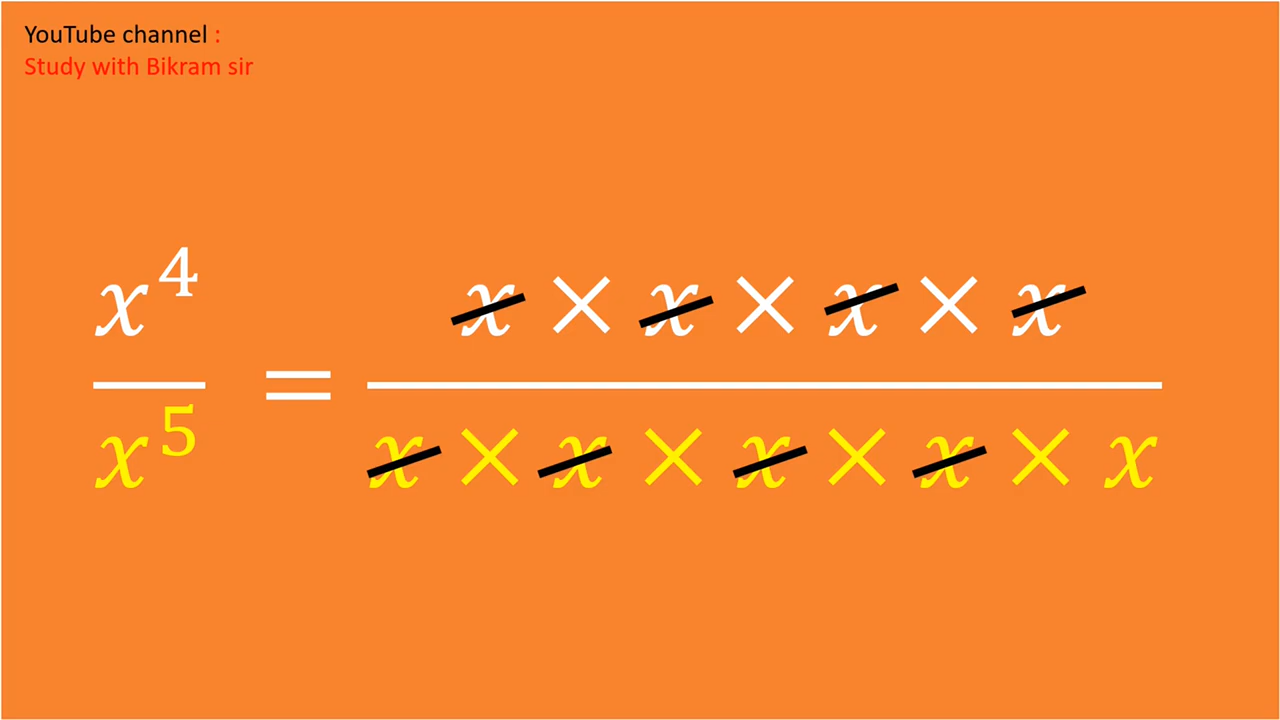 YouTube channel :
Study with Bikram sir
x⁴ / x⁵ = x × x × x × x / x × x × x × x × x